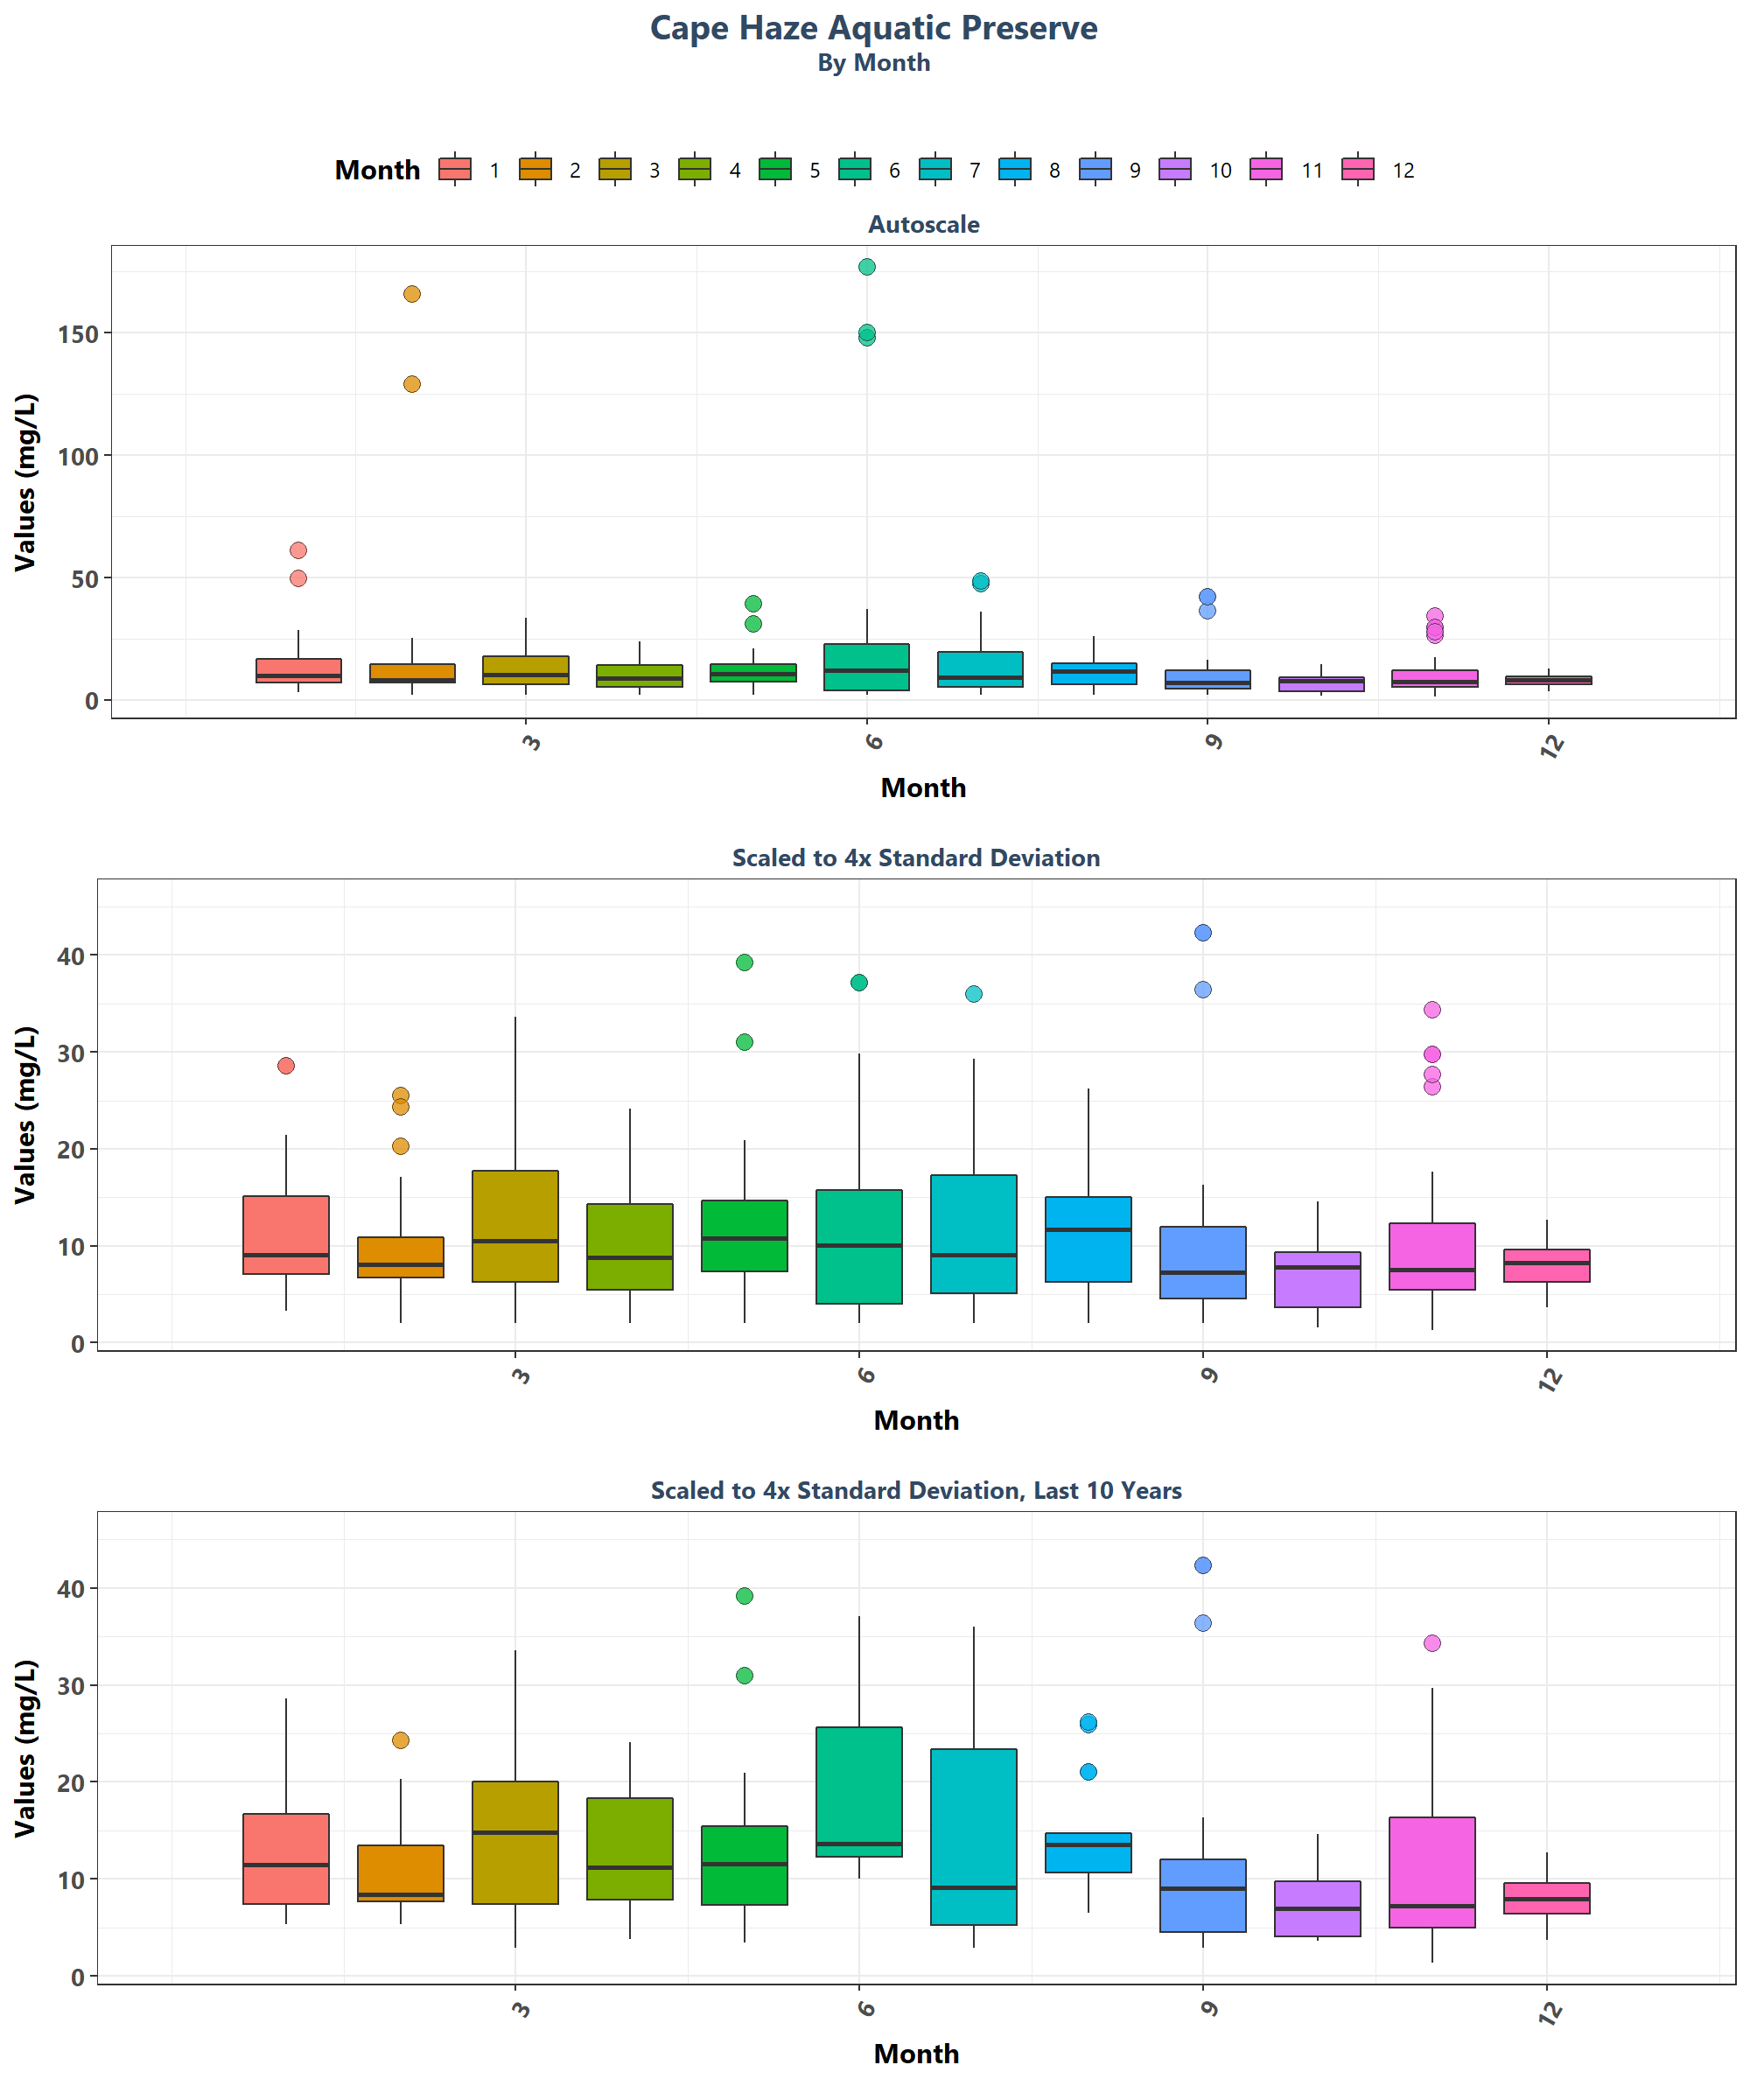 Cape Haze Aquatic Preserve
By Month
Month 1 2 3 4 5 6 7 8 9 10 11 12
Autoscale
Values (mg/L)
150
100
50
0
3 6 9 12
Month
Scaled to 4x Standard Deviation
Values (mg/L)
40
30
20
10
0
3 6 9 12
Month
Scaled to 4x Standard Deviation, Last 10 Years
Values (mg/L)
40
30
20
10
0
3 6 9 12
Month